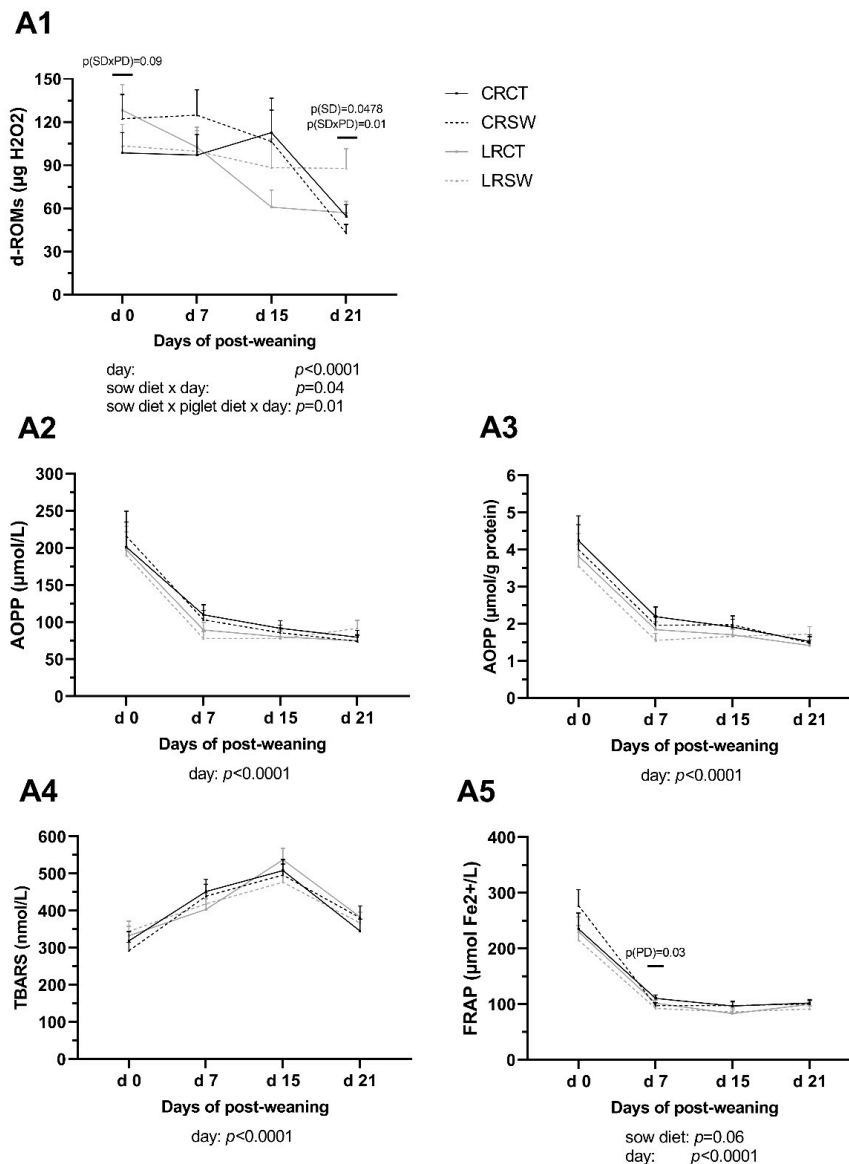 A1
p(SDxPD)=0.09
p(SD)=0.0478
p(SDxPD)=0.01
150
120
90
60
30
0
d-ROMs (µg H2O2)
d 0 d 7 d 15 d 21
Days of post-weaning
day: p<0.0001
sow diet x day: p=0.04
sow diet x piglet diet x day: p=0.01
CRCT
CRSW
LRCT
LRSW
A2
300
250
200
150
100
75
50
25
0
AOPP (µmol/L)
d 0 d 7 d 15 d 21
Days of post-weaning
day: p<0.0001
A3
6
5
4
3
2
1
0
AOPP (µmol/g protein)
d 0 d 7 d 15 d 21
Days of post-weaning
day: p<0.0001
A4
600
500
400
300
200
100
0
TBARS (nmol/L)
d 0 d 7 d 15 d 21
Days of post-weaning
day: p<0.0001
A5
400
300
200
100
0
FRAP (µmol Fe2+/L)
p(PD)=0.03
d 0 d 7 d 15 d 21
Days of post-weaning
sow diet: p=0.06
day: p<0.0001